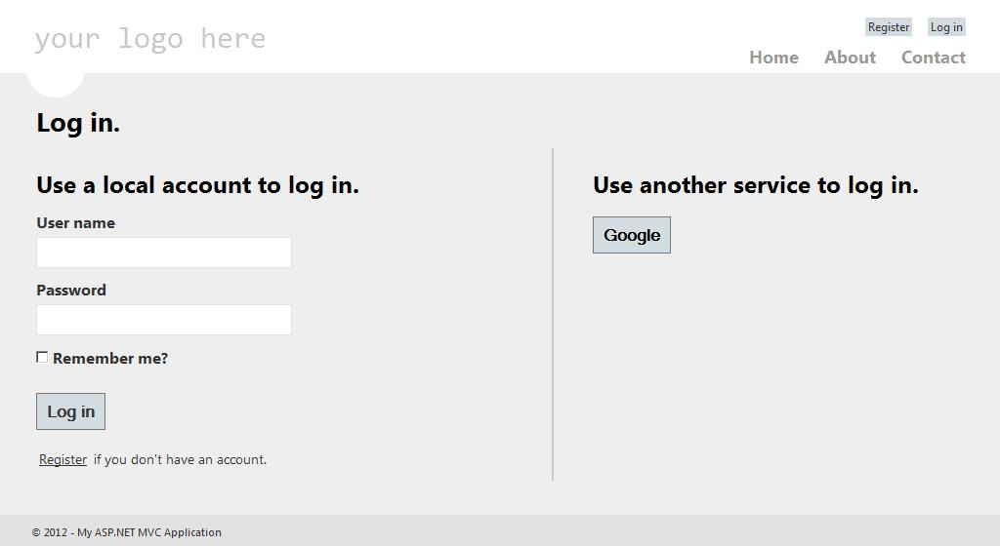 your logo here
Register Log in
Home About Contact
Log in.
Use a local account to log in.
User name
Password
Remember me?
Log in
Register if you don't have an account.
Use another service to log in.
Google
© 2012 - My ASP.NET MVC Application